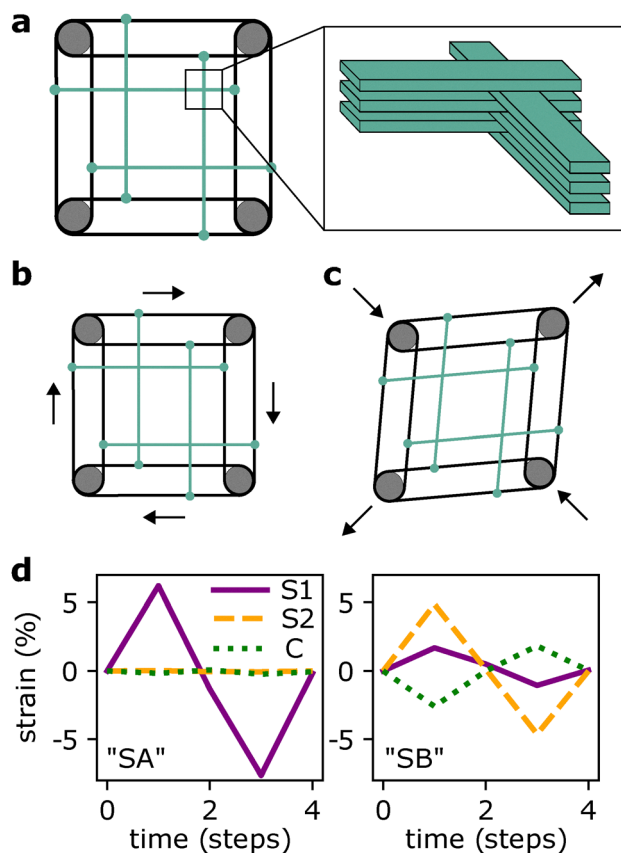 a
b
c
d
strain (%)
5
0
-5
S1
S2
C
"SA"
0
2
4
time (steps)
5
0
-5
"SB"
0
2
4
time (steps)